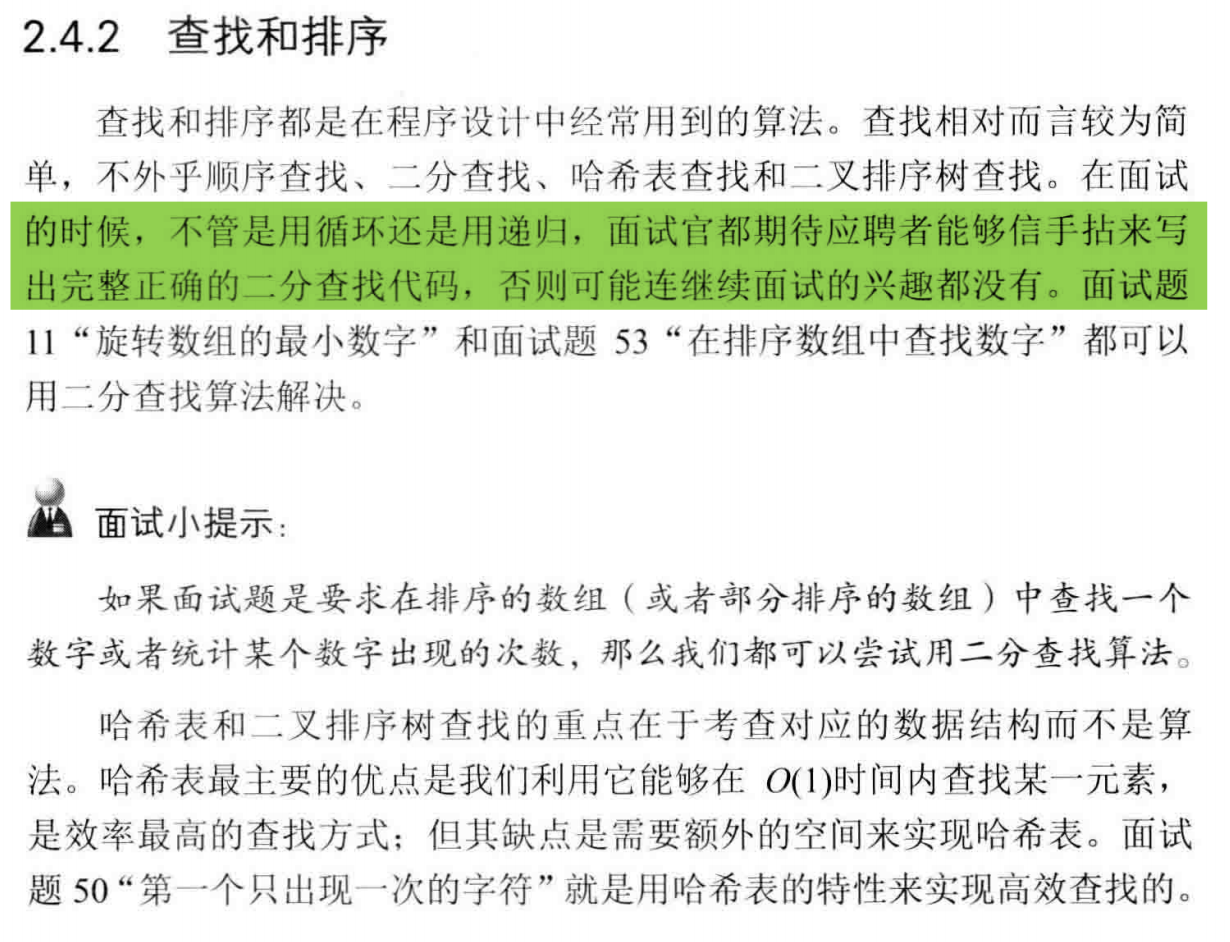 2.4.2 查找和排序
查找和排序都是在程序设计中经常用到的算法。查找相对而言较为简
单，不外乎顺序查找、二分查找、哈希表查找和二叉排序树查找。在面试
的时候，不管是用循环还是用递归，面试官都期待应聘者能够信手拈来写
出完整正确的二分查找代码，否则可能连继续面试的兴趣都没有。面试题
11“旋转数组的最小数字”和面试题 53“在排序数组中查找数字”都可以
用二分查找算法解决。
面试小提示：
如果面试题是要求在排序的数组（或者部分排序的数组）中查找一个
数字或者统计某个数字出现的次数，那么我们都可以尝试用二分查找算法。
哈希表和二叉排序树查找的重点在于考查对应的数据结构而不是算
法。哈希表最主要的优点是我们利用它能够在 O(1)时间内查找某一元素，
是效率最高的查找方式；但其缺点是需要额外的空间来实现哈希表。面试
题 50“第一个只出现一次的字符”就是用哈希表的特性来实现高效查找的。